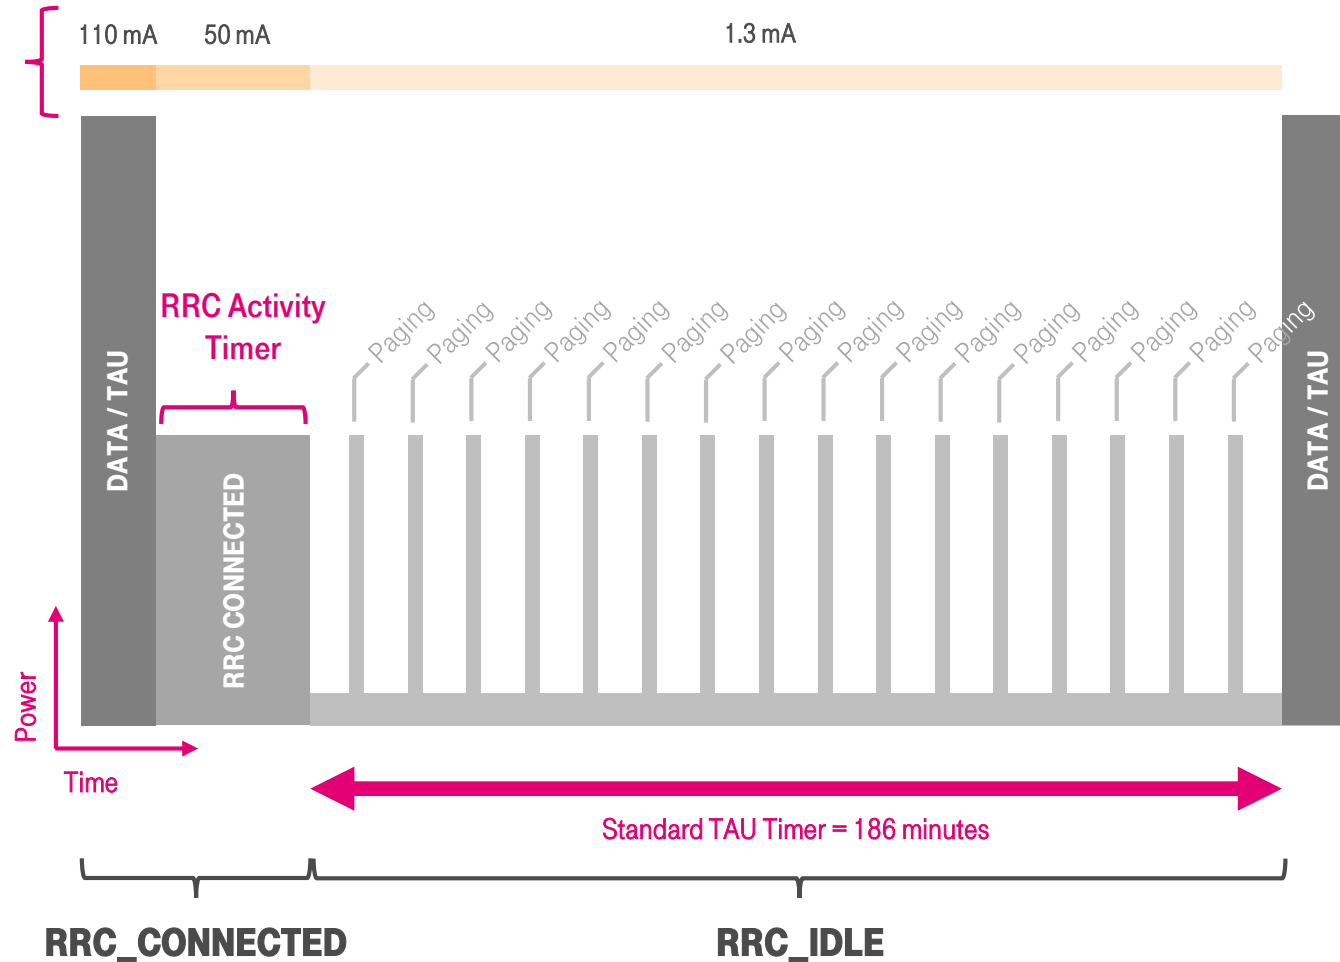 110 mA 50 mA 1.3 mA
RRC Activity
Timer
Paging Paging Paging Paging Paging Paging Paging Paging Paging Paging Paging Paging Paging Paging Paging Paging
DATA / TAU
RRC CONNECTED
DATA / TAU
Power
Time
Standard TAU Timer = 186 minutes
RRC_CONNECTED RRC_IDLE